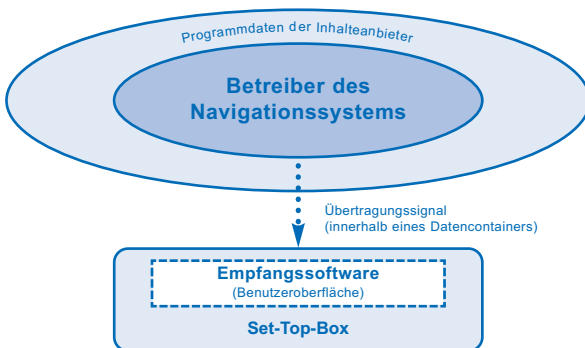 Programmdaten der Inhalteanbieter
Betreiber des
Navigationssystems
Übertragungssignal
(innerhalb eines Datencontainers)
Empfangssoftware
(Benutzeroberfläche)
Set-Top-Box